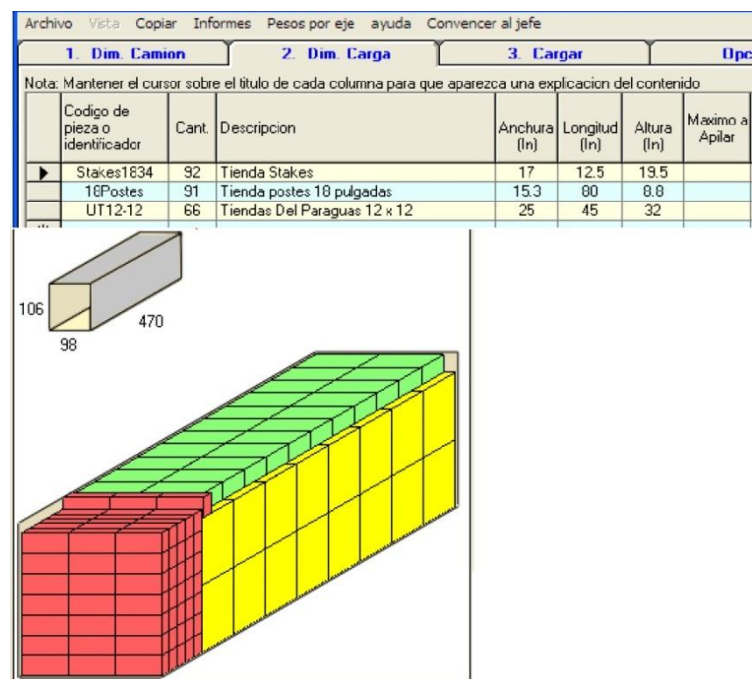 Archivo Vista Copiar Informes Pesos por eje ayuda Convencer al jefe
1. Dim. Camion 2. Dim. Carga 3. Cargar Opc
Nota: Mantener el cursor sobre el titulo de cada columna para que aparezca una explicacion del contenido
Codigo de pieza o identificador Cant. Descripcion Anchura (In) Longitud (In) Altura (In) Maximo a Apilar
Stakes1834 92 Tienda Stakes 17 12.5 19.5
18Postes 91 Tienda postes 18 pulgadas 15.3 80 8.8
UT12-12 66 Tiendas Del Paraguas 12 x 12 25 45 32
106
470
98